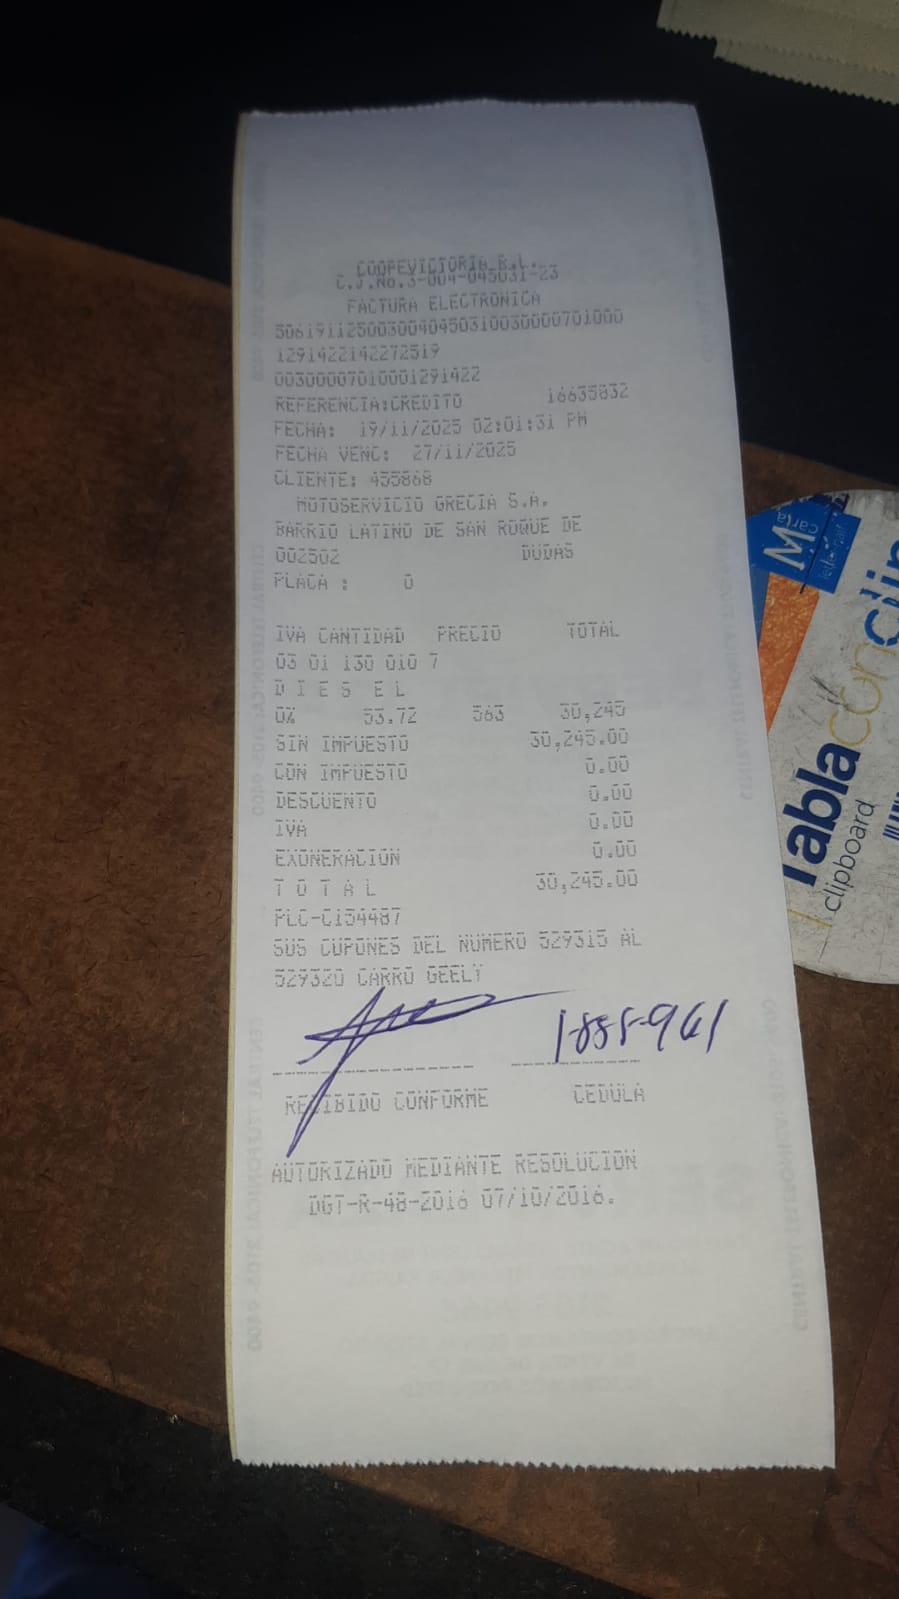 COOPEVICTORIA R.L.
C.J.No.3-004-045031-23
FACTURA ELECTRONICA
50619112500300404503100300000701000
1291422142272519
00300007010001291422
REFERENCIA:CREDITO 16635832
FECHA: 19/11/2025 02:01:31 PM
FECHA VENC: 27/11/2025
CLIENTE: 455868
MOTOSERVICIO GRECIA S.A.
BARRIO LATINO DE SAN ROQUE DE
002502 DUDAS
PLACA : 0
IVA CANTIDAD PRECIO TOTAL
03 01 130 010 7
D I E S E L
0% 53.72 563 30,245
SIN IMPUESTO 30,245.00
CON IMPUESTO 0.00
DESCUENTO 0.00
IVA 0.00
EXONERACION 0.00
T O T A L 30,245.00
PLC-C154487
SUS CUPONES DEL NUMERO 529315 AL
529320 CARRO GEELY
RECIBIDO CONFORME CEDULA
AUTORIZADO MEDIANTE RESOLUCION
DGT-R-48-2016 07/10/2016.
M
carta
Tablaconclip
clipboard